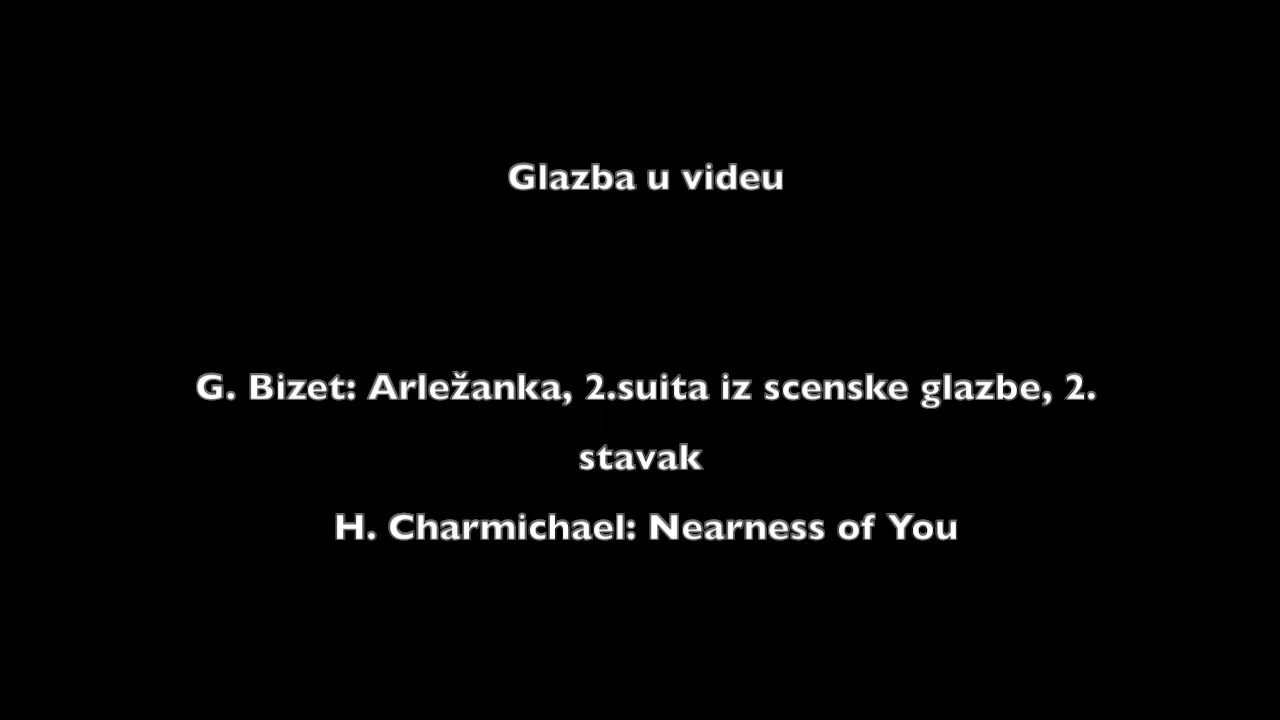 Glazba u videu
G. Bizet: Arležanka, 2.suita iz scenske glazbe, 2.
stavak
H. Charmichael: Nearness of You